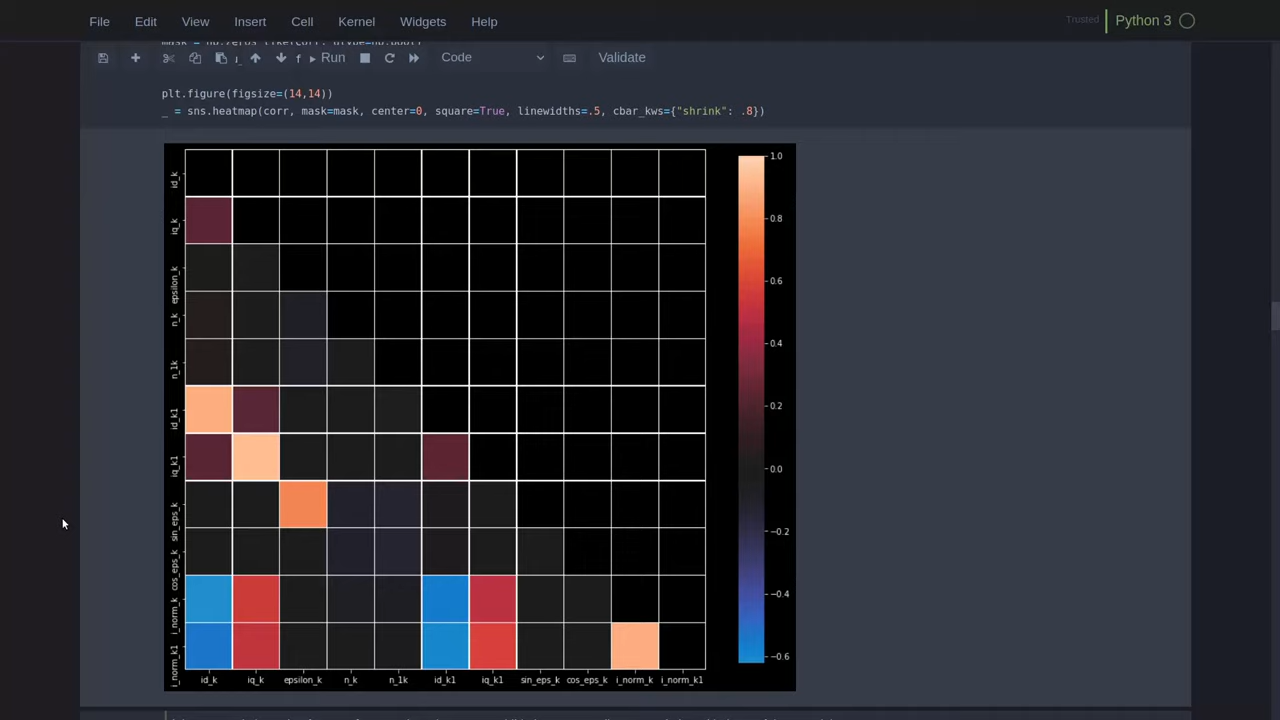 File Edit View Insert Cell Kernel Widgets Help Trusted Python 3
Run Code Validate
plt.figure(figsize=(14,14))
_ = sns.heatmap(corr, mask=mask, center=0, square=True, linewidths=.5, cbar_kws={"shrink": .8})
id_k
iq_k
epsilon_k
n_k
n_1k
id_k1
iq_k1
sin_eps_k
cos_eps_k
i_norm_k
i_norm_k1
id_k iq_k epsilon_k n_k n_1k id_k1 iq_k1 sin_eps_k cos_eps_k i_norm_k i_norm_k1
1.0
0.8
0.6
0.4
0.2
0.0
−0.2
−0.4
−0.6